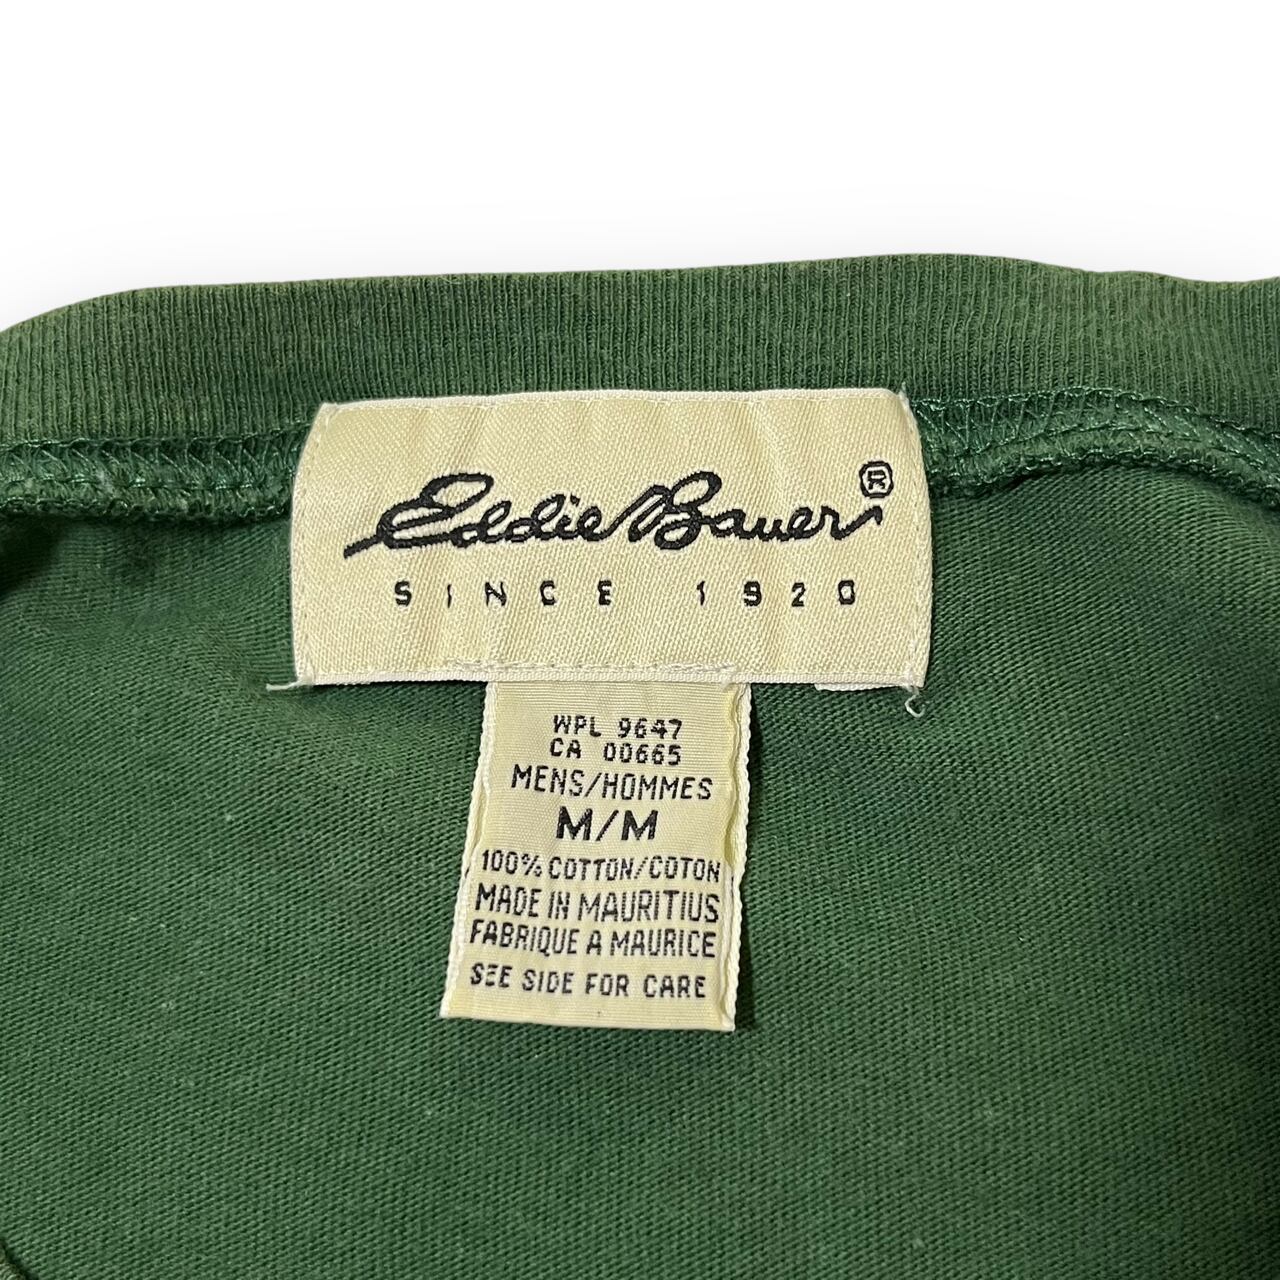 Eddie Bauer®
SINCE 1920
WPL 9647
CA 00665
MENS/HOMMES
M/M
100% COTTON/COTON
MADE IN MAURITIUS
FABRIQUE A MAURICE
SEE SIDE FOR CARE